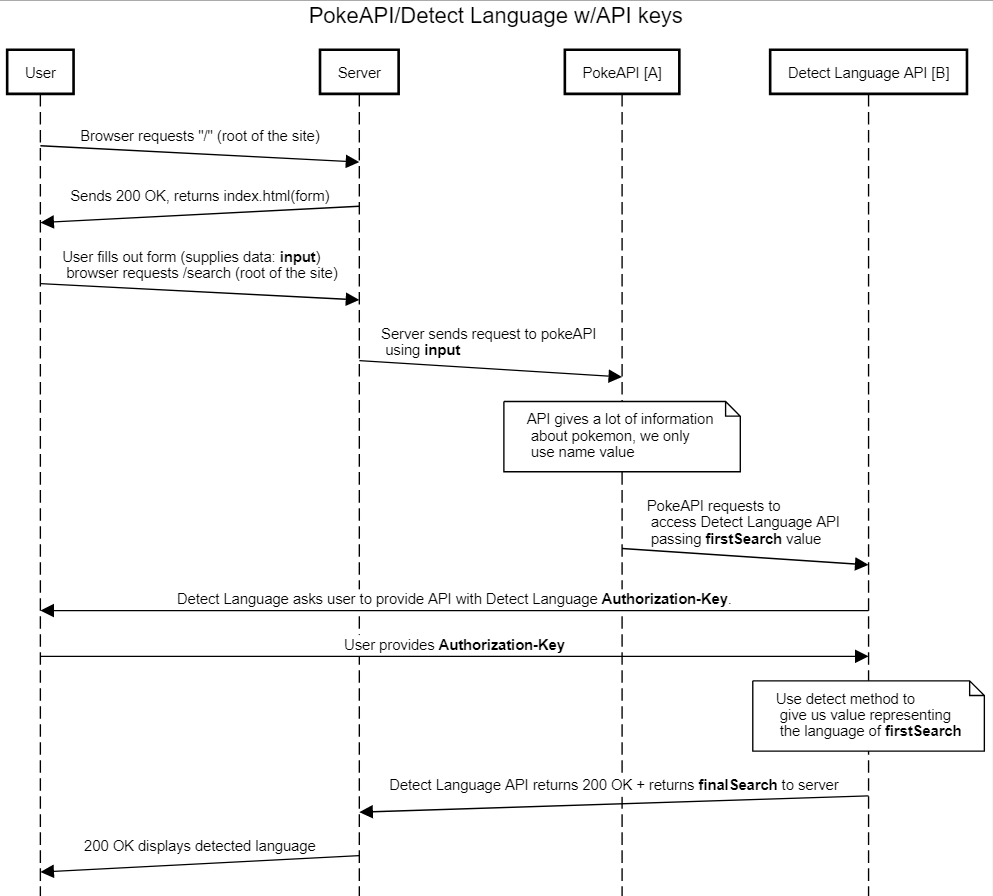 PokeAPI/Detect Language w/API keys
User
Server
PokeAPI [A]
Detect Language API [B]
Browser requests "/" (root of the site)
Sends 200 OK, returns index.html(form)
User fills out form (supplies data: input)
browser requests /search (root of the site)
Server sends request to pokeAPI
using input
API gives a lot of information
about pokemon, we only
use name value
PokeAPI requests to
access Detect Language API
passing firstSearch value
Detect Language asks user to provide API with Detect Language Authorization-Key.
User provides Authorization-Key
Use detect method to
give us value representing
the language of firstSearch
Detect Language API returns 200 OK + returns finalSearch to server
200 OK displays detected language